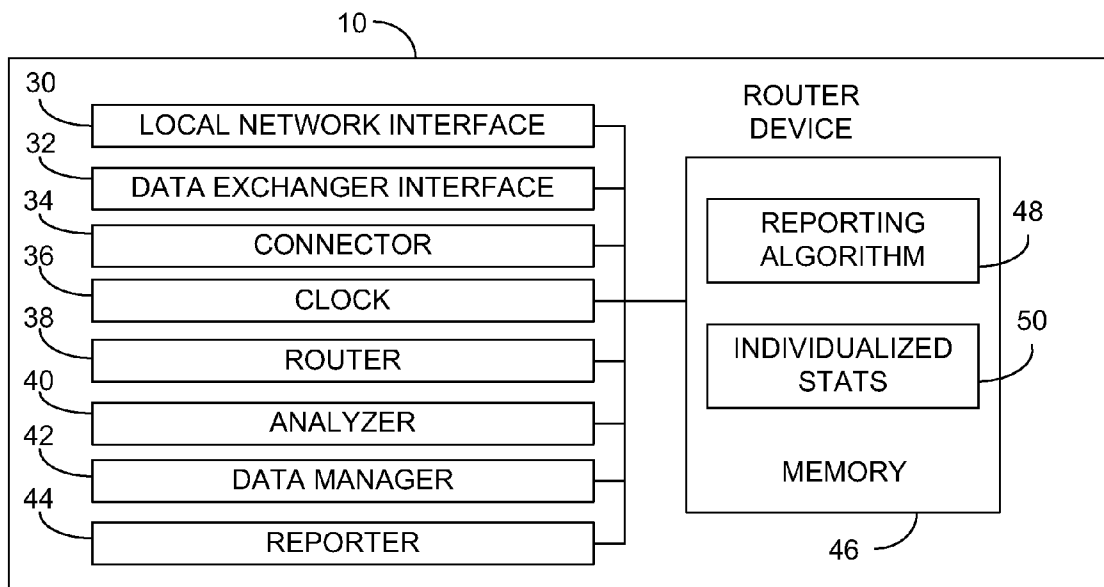 10
30
LOCAL NETWORK INTERFACE
32
DATA EXCHANGER INTERFACE
34
CONNECTOR
36
CLOCK
38
ROUTER
40
ANALYZER
42
DATA MANAGER
44
REPORTER
ROUTER
DEVICE
REPORTING
ALGORITHM
48
INDIVIDUALIZED
STATS
50
MEMORY
46